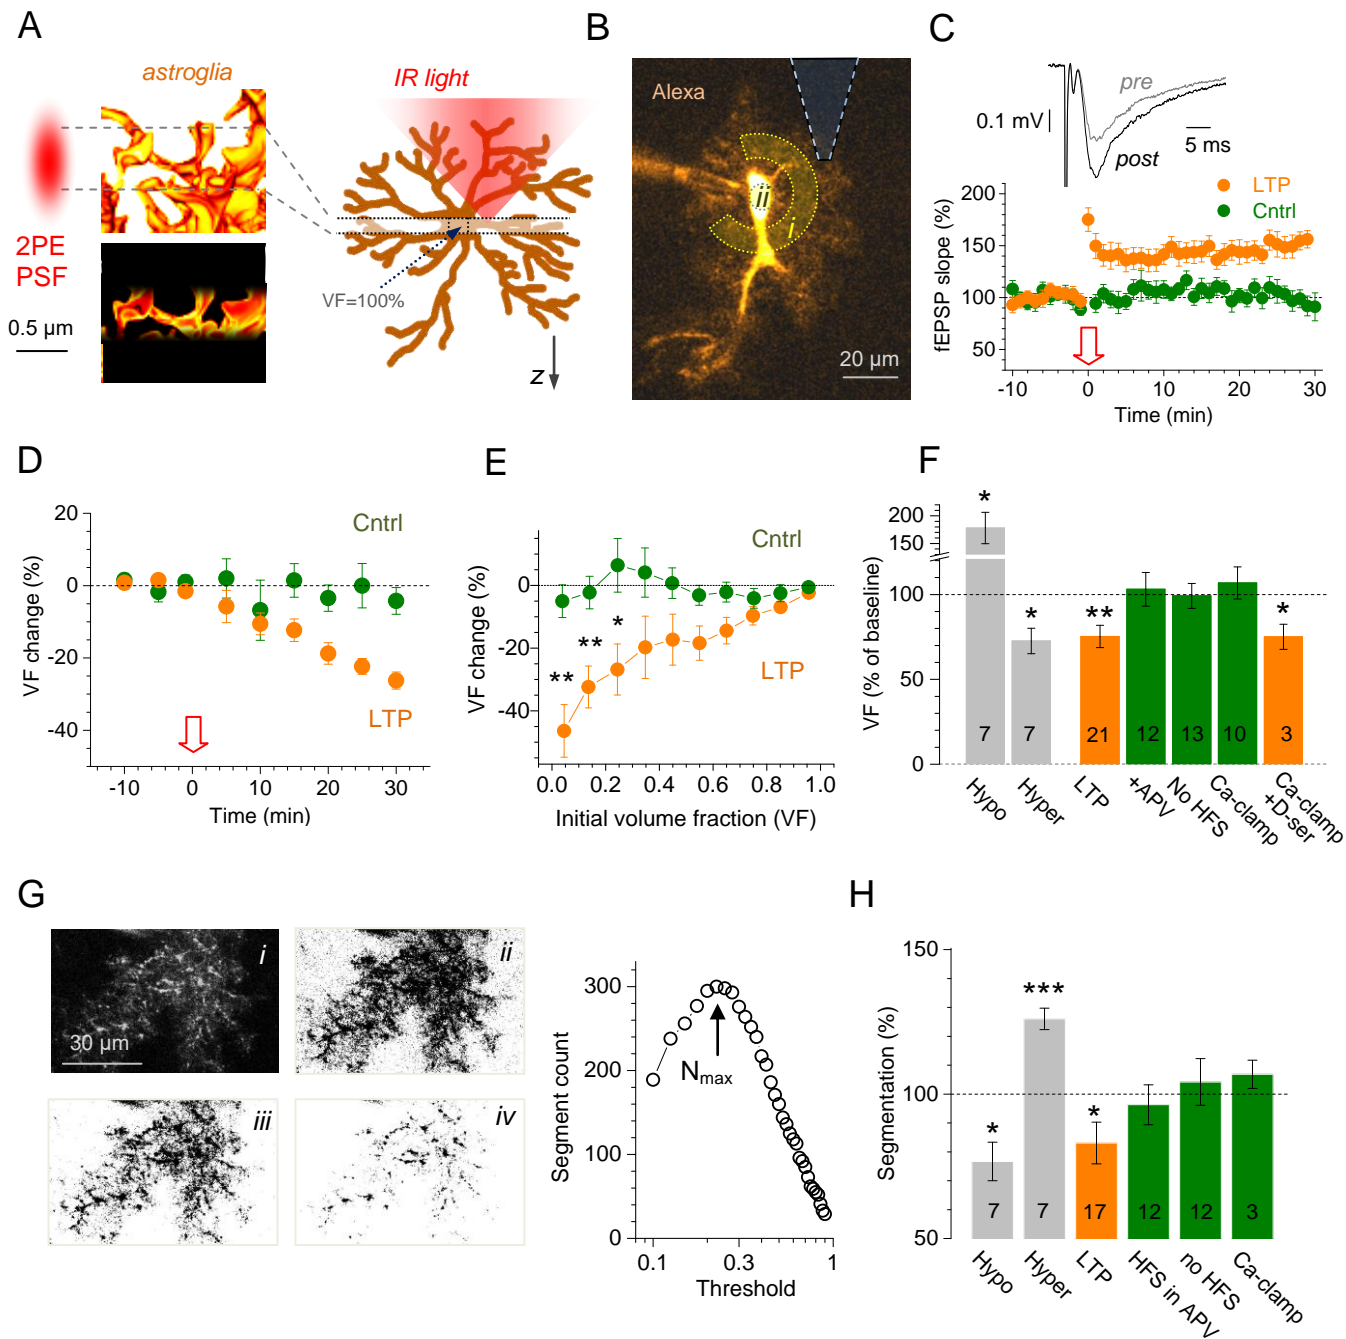 A
astroglia
IR light
2PE
PSF
0.5 µm
VF=100%
z
B
Alexa
ii
i
20 µm
C
pre
post
0.1 mV
5 ms
LTP
Cntrl
fEPSP slope (%)
200
150
100
50
-10
0
10
20
30
Time (min)
D
VF change (%)
20
0
-20
-40
Cntrl
LTP
-10
0
10
20
30
Time (min)
E
VF change (%)
0
-20
-40
Cntrl
LTP
**
**
*
0.0
0.2
0.4
0.6
0.8
1.0
Initial volume fraction (VF)
F
VF (% of baseline)
200
150
100
50
0
*
*
**
*
7
7
21
12
13
10
3
Hypo
Hyper
LTP
+APV
No HFS
Ca-clamp
Ca-clamp
+D-ser
G
i
ii
iii
iv
30 µm
Segment count
300
200
100
0
Nmax
0.1
0.3
1
Threshold
H
Segmentation (%)
150
100
50
*
***
*
7
7
17
12
12
3
Hypo
Hyper
LTP
HFS in APV
no HFS
Ca-clamp